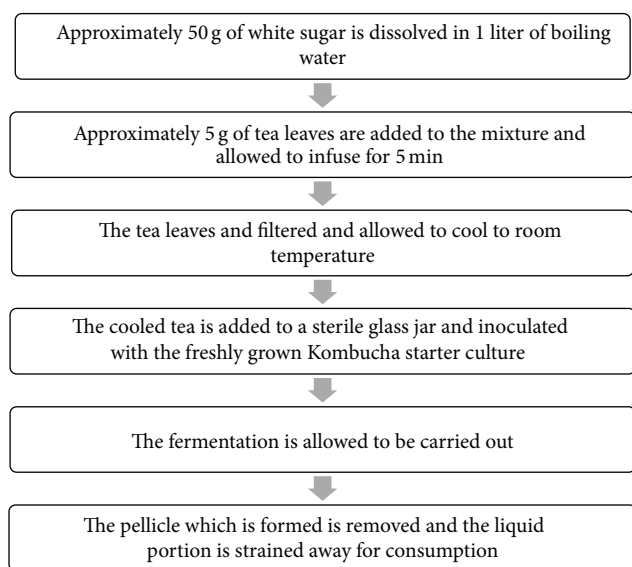 Approximately 50 g of white sugar is dissolved in 1 liter of boiling
water
Approximately 5 g of tea leaves are added to the mixture and
allowed to infuse for 5 min
The tea leaves and filtered and allowed to cool to room
temperature
The cooled tea is added to a sterile glass jar and inoculated
with the freshly grown Kombucha starter culture
The fermentation is allowed to be carried out
The pellicle which is formed is removed and the liquid
portion is strained away for consumption